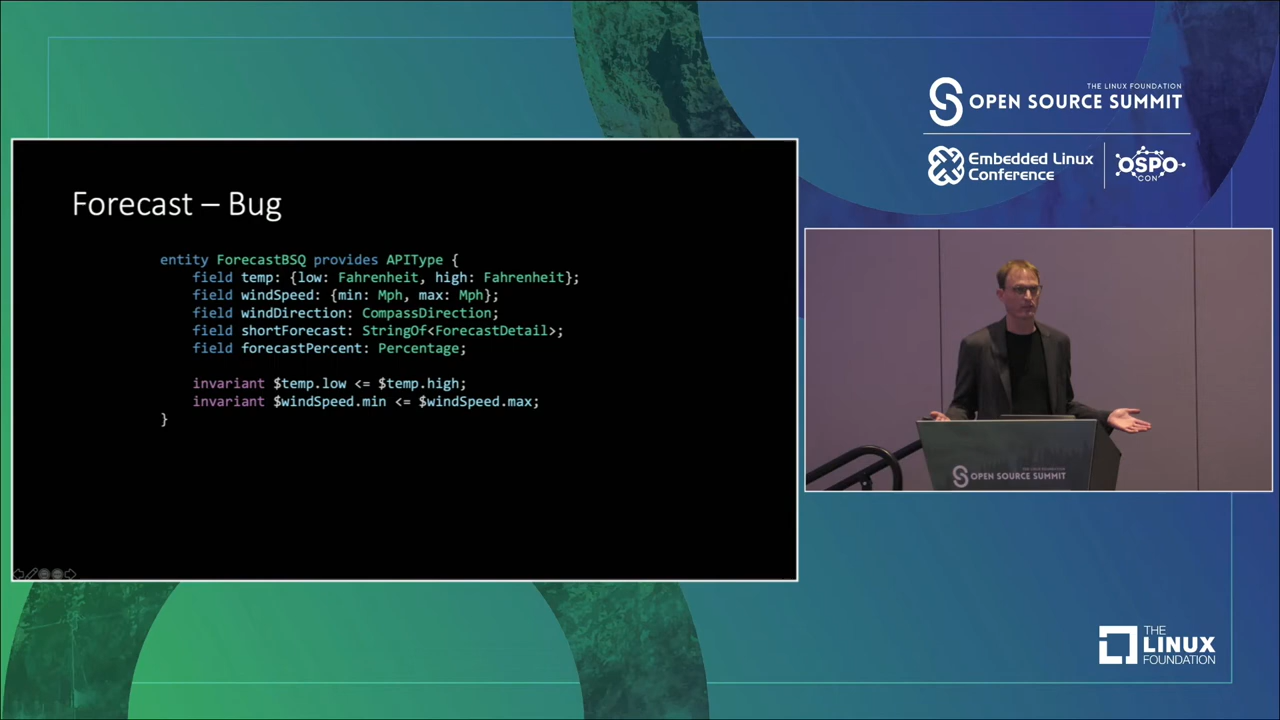 THE LINUX FOUNDATION
OPEN SOURCE SUMMIT
Embedded Linux
Conference
OSPO
CON
Forecast – Bug
entity ForecastBSQ provides APIType {
field temp: {low: Fahrenheit, high: Fahrenheit};
field windSpeed: {min: Mph, max: Mph};
field windDirection: CompassDirection;
field shortForecast: StringOf<ForecastDetail>;
field forecastPercent: Percentage;
invariant $temp.low <= $temp.high;
invariant $windSpeed.min <= $windSpeed.max;
}
OPEN SOURCE SUMMIT
THE
LINUX
FOUNDATION